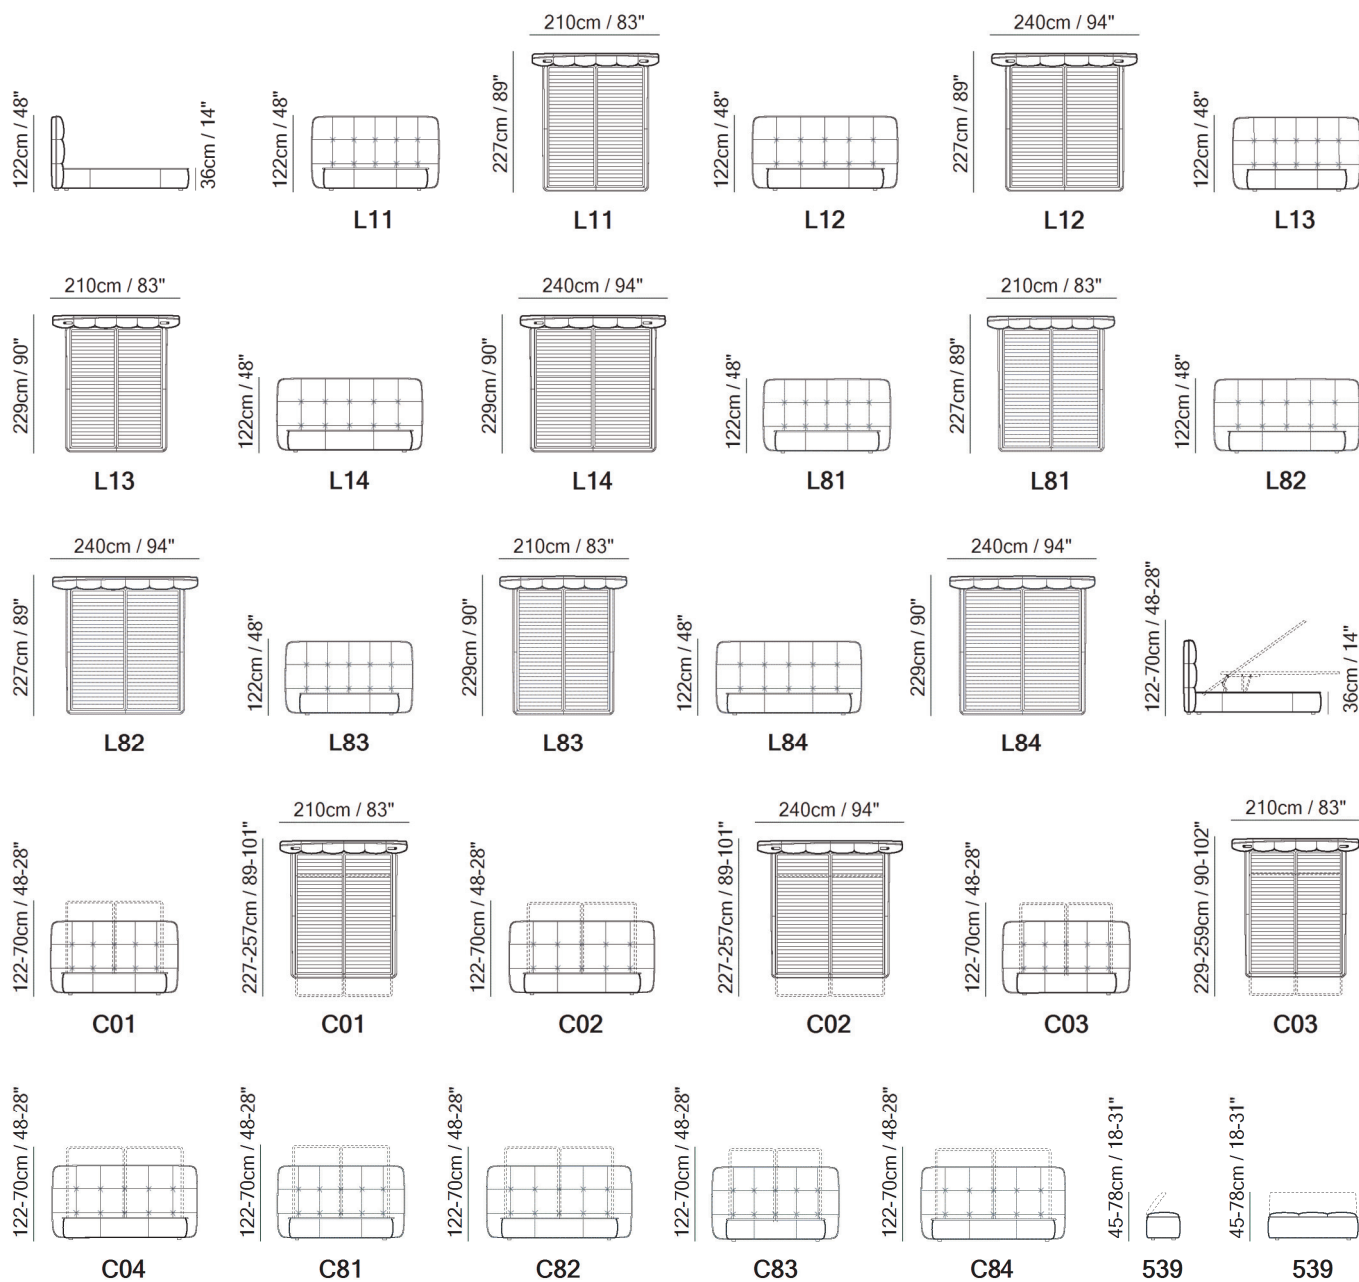 210cm / 83"
240cm / 94"
122cm / 48"
36cm / 14"
122cm / 48"
227cm / 89"
122cm / 48"
227cm / 89"
122cm / 48"
L11
L11
L12
L12
L13
210cm / 83"
240cm / 94"
210cm / 83"
229cm / 90"
122cm / 48"
229cm / 90"
122cm / 48"
227cm / 89"
122cm / 48"
L13
L14
L14
L81
L81
L82
240cm / 94"
210cm / 83"
240cm / 94"
227cm / 89"
122cm / 48"
229cm / 90"
122cm / 48"
229cm / 90"
122-70cm / 48-28"
36cm / 14"
L82
L83
L83
L84
L84
210cm / 83"
240cm / 94"
210cm / 83"
122-70cm / 48-28"
227-257cm / 89-101"
122-70cm / 48-28"
227-257cm / 89-101"
122-70cm / 48-28"
229-259cm / 90-102"
C01
C01
C02
C02
C03
C03
122-70cm / 48-28"
122-70cm / 48-28"
122-70cm / 48-28"
122-70cm / 48-28"
122-70cm / 48-28"
45-78cm / 18-31"
45-78cm / 18-31"
C04
C81
C82
C83
C84
539
539